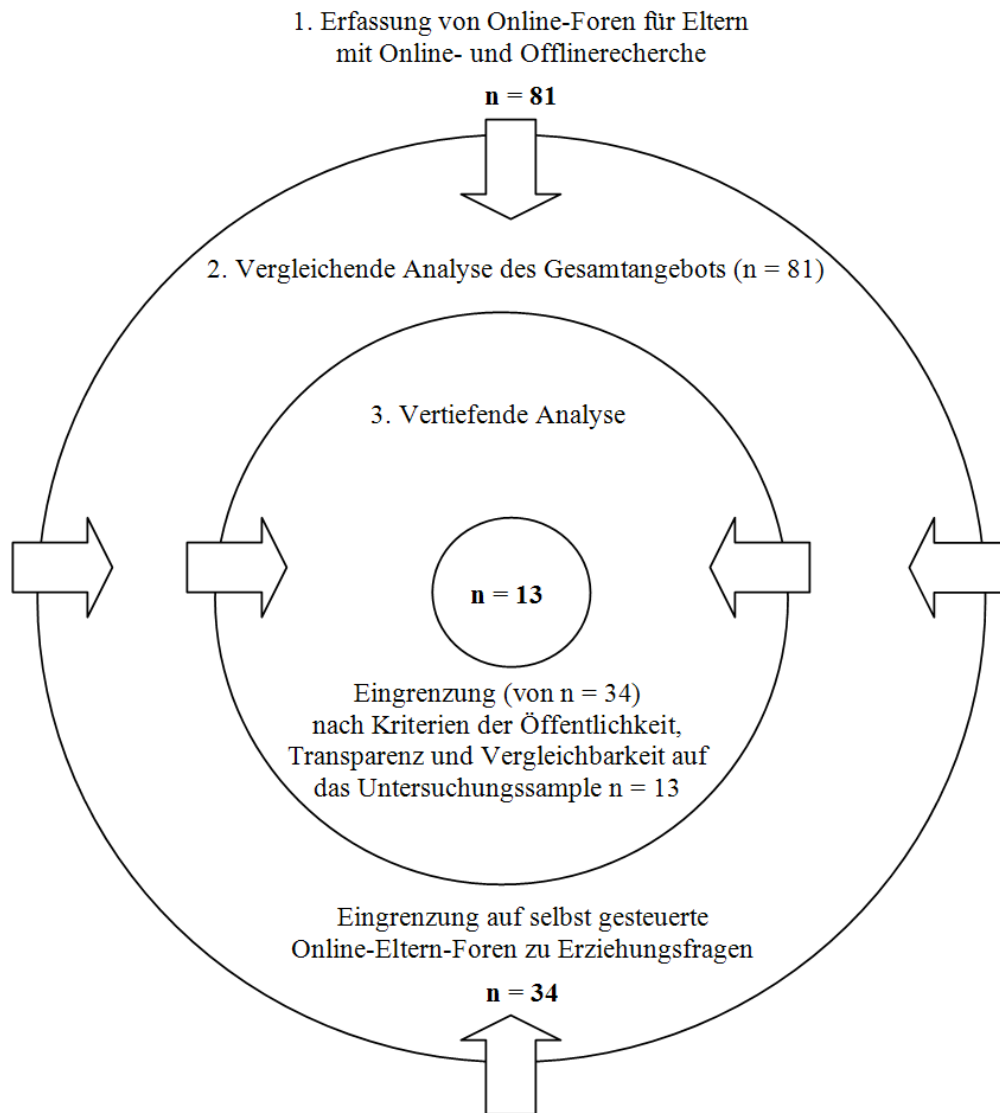 1. Erfassung von Online-Foren für Eltern
mit Online- und Offlinerecherche
n = 81
2. Vergleichende Analyse des Gesamtangebots (n = 81)
3. Vertiefende Analyse
n = 13
Eingrenzung (von n = 34)
nach Kriterien der Öffentlichkeit,
Transparenz und Vergleichbarkeit auf
das Untersuchungssample n = 13
Eingrenzung auf selbst gesteuerte
Online-Eltern-Foren zu Erziehungsfragen
n = 34